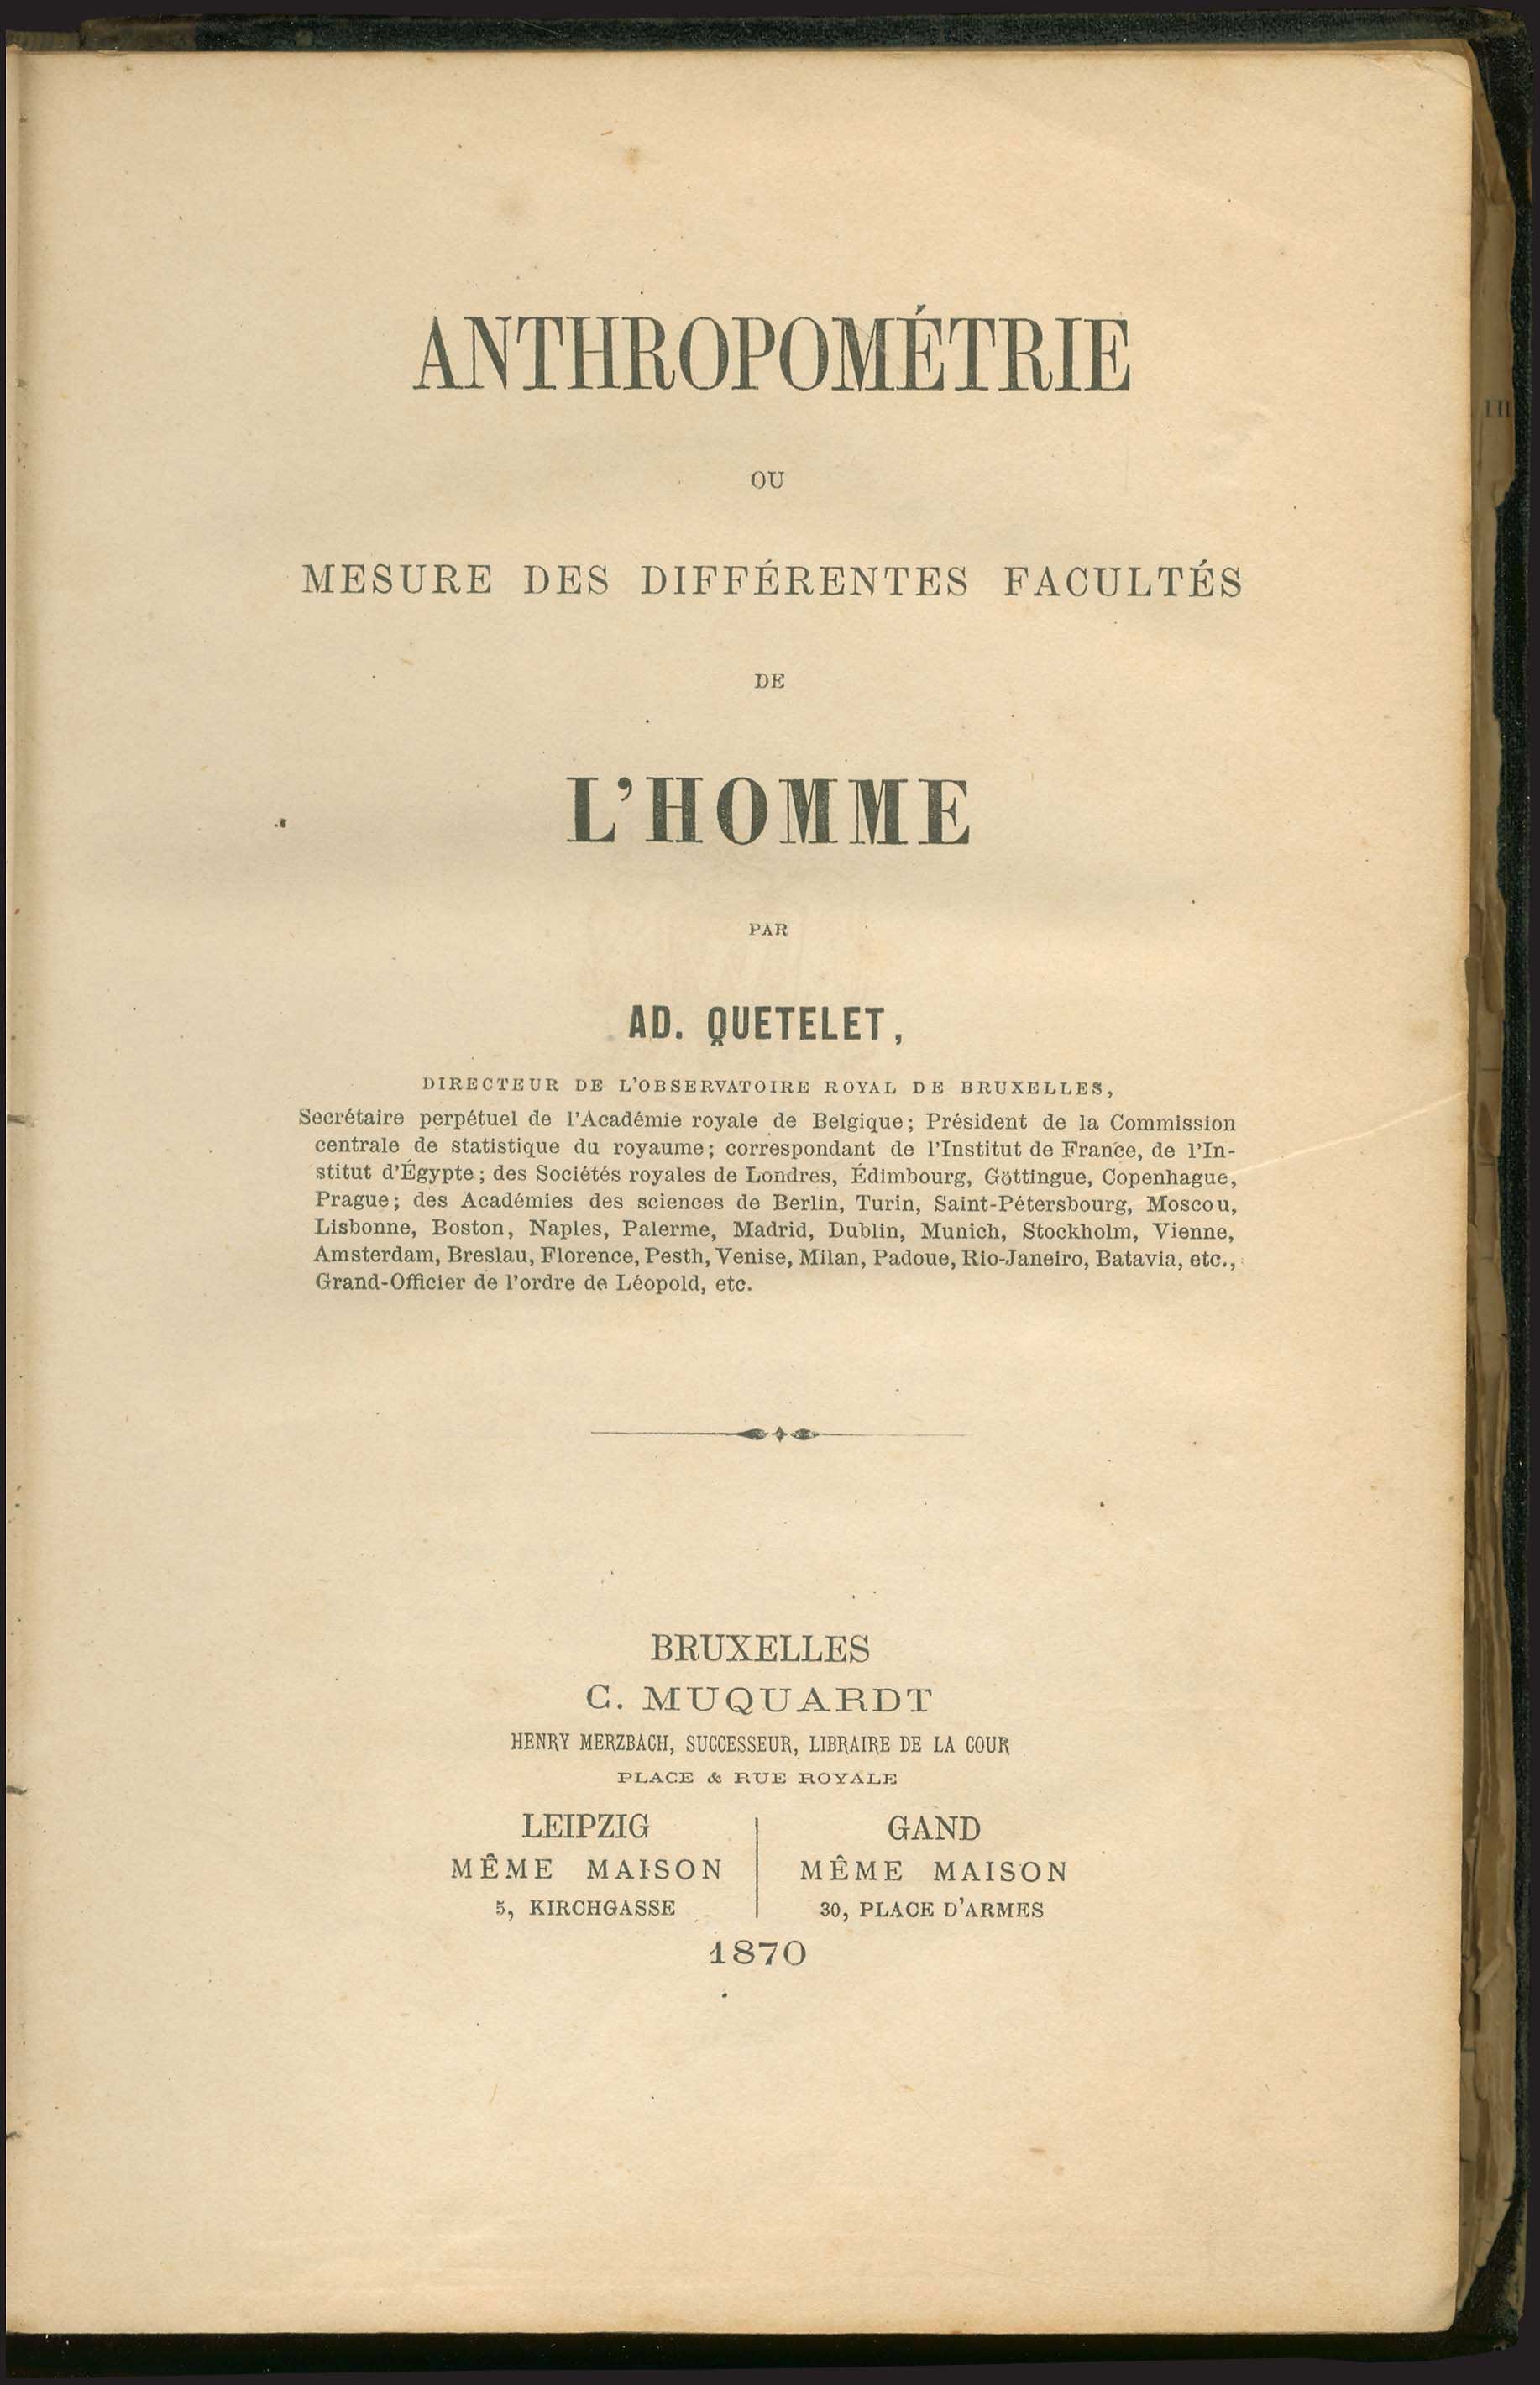 ANTHROPOMÉTRIE
OU
MESURE DES DIFFÉRENTES FACULTÉS
DE
L'HOMME
PAR
AD. QUETELET,
DIRECTEUR DE L'OBSERVATOIRE ROYAL DE BRUXELLES,
Secrétaire perpétuel de l'Académie royale de Belgique; Président de la Commission
centrale de statistique du royaume; correspondant de l'Institut de France, de l'In-
stitut d'Égypte; des Sociétés royales de Londres, Édimbourg, Göttingue, Copenhague,
Prague; des Académies des sciences de Berlin, Turin, Saint-Pétersbourg, Moscou,
Lisbonne, Boston, Naples, Palerme, Madrid, Dublin, Munich, Stockholm, Vienne,
Amsterdam, Breslau, Florence, Pesth, Venise, Milan, Padoue, Rio-Janeiro, Batavia, etc.,
Grand-Officier de l'ordre de Léopold, etc.
BRUXELLES
C. MUQUARDT
HENRY MERZBACH, SUCCESSEUR, LIBRAIRE DE LA COUR
PLACE & RUE ROYALE
LEIPZIG
MÊME MAISON
5, KIRCHGASSE
GAND
MÊME MAISON
30, PLACE D'ARMES
1870